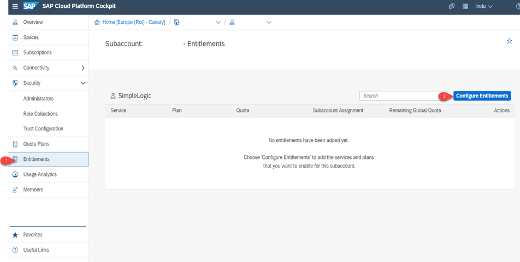 SAP SAP Cloud Platform Cockpit
Indu
Overview
Spaces
Subscriptions
Connectivity
Security
Administrators
Role Collections
Trust Configuration
Quota Plans
1 Entitlements
Usage Analytics
Members
Favorites
Useful Links
Home [Europe (Rot) - Canary] / /
Subaccount: - Entitlements
SimpleLogic
Search
2 Configure Entitlements
Service Plan Quota Subaccount Assignment Remaining Global Quota Actions
No entitlements have been added yet.
Choose 'Configure Entitlements' to add the services and plans
that you want to enable for this subaccount.